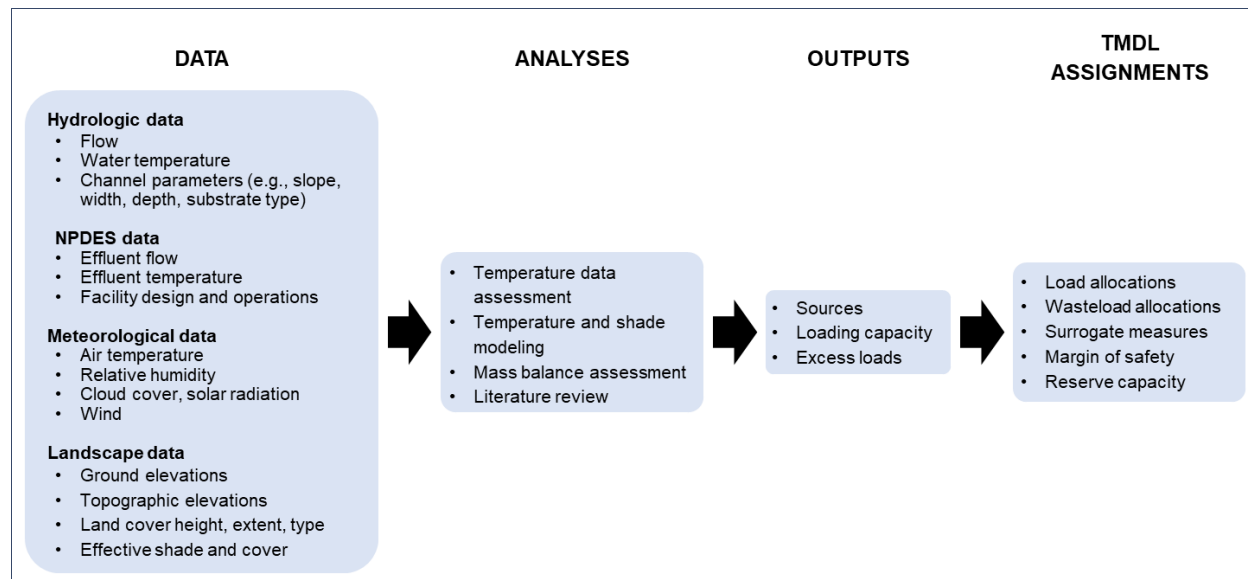 DATA
Hydrologic data
• Flow
• Water temperature
• Channel parameters (e.g., slope,
width, depth, substrate type)
NPDES data
• Effluent flow
• Effluent temperature
• Facility design and operations
Meteorological data
• Air temperature
• Relative humidity
• Cloud cover, solar radiation
• Wind
Landscape data
• Ground elevations
• Topographic elevations
• Land cover height, extent, type
• Effective shade and cover
ANALYSES
• Temperature data
assessment
• Temperature and shade
modeling
• Mass balance assessment
• Literature review
OUTPUTS
• Sources
• Loading capacity
• Excess loads
TMDL
ASSIGNMENTS
• Load allocations
• Wasteload allocations
• Surrogate measures
• Margin of safety
• Reserve capacity